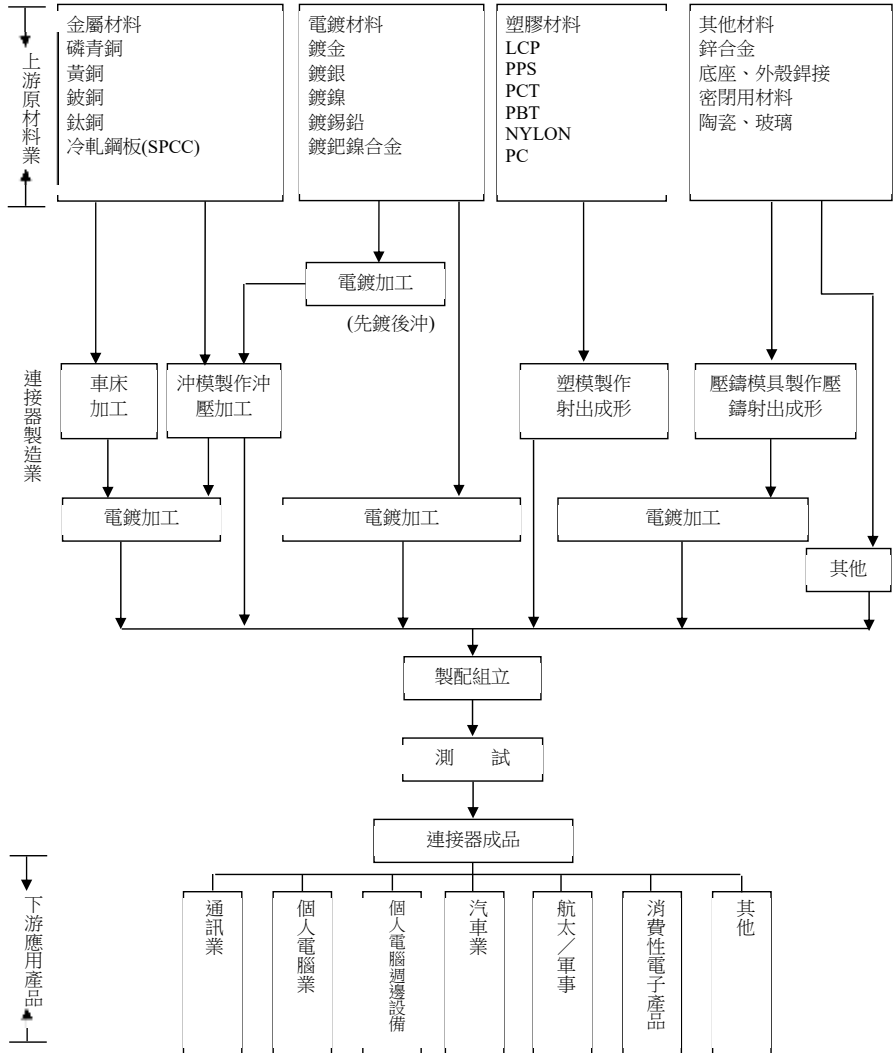 上游原材料業
金屬材料
磷青銅
黃銅
鈹銅
鈦銅
冷軋鋼板(SPCC)
電鍍材料
鍍金
鍍銀
鍍鎳
鍍錫鉛
鍍鈀鎳合金
塑膠材料
LCP
PPS
PCT
PBT
NYLON
PC
其他材料
鋅合金
底座、外殼銲接
密閉用材料
陶瓷、玻璃
電鍍加工
(先鍍後沖)
連接器製造業
車床
加工
沖模製作沖
壓加工
塑模製作
射出成形
壓鑄模具製作壓
鑄射出成形
電鍍加工
電鍍加工
電鍍加工
其他
製配組立
測 試
連接器成品
下游應用產品
通訊業
個人電腦業
個人電腦週邊設備
汽車業
航太／軍事
消費性電子產品
其他